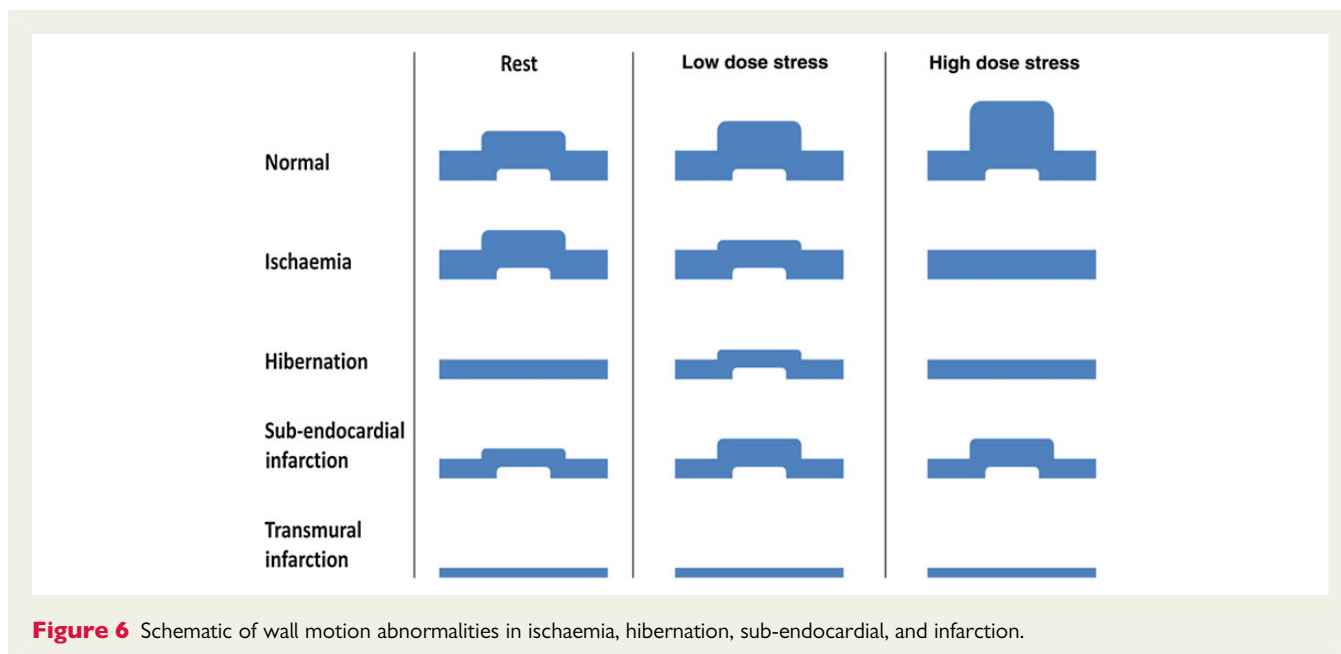 Rest Low dose stress High dose stress
Normal
Ischaemia
Hibernation
Sub-endocardial
infarction
Transmural
infarction
Figure 6 Schematic of wall motion abnormalities in ischaemia, hibernation, sub-endocardial, and infarction.